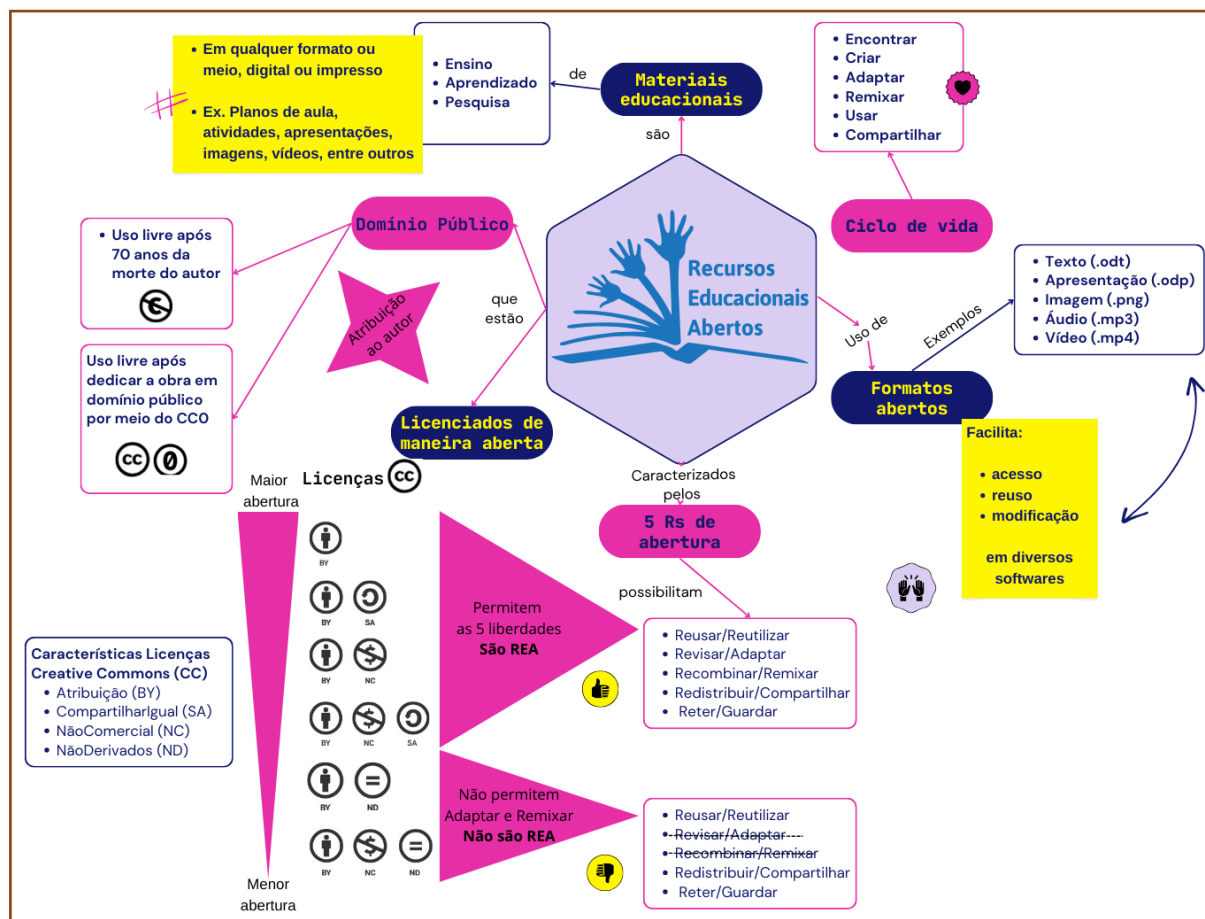 Em qualquer formato ou
meio, digital ou impresso
Ex. Planos de aula,
atividades, apresentações,
imagens, vídeos, entre outros
Ensino
Aprendizado
Pesquisa
de
Materiais
educacionais
são
Encontrar
Criar
Adaptar
Remixar
Usar
Compartilhar
Ciclo de vida
Domínio Público
Uso livre após
70 anos da
morte do autor
Uso livre após
dedicar a obra em
domínio público
por meio do CC0
CC 0
Atribuição
ao autor
que
estão
Licenciados de
maneira aberta
Recursos
Educacionais
Abertos
Uso de
Exemplos
Formatos
abertos
Texto (.odt)
Apresentação (.odp)
Imagem (.png)
Áudio (.mp3)
Vídeo (.mp4)
Facilita:
acesso
reuso
modificação
em diversos
softwares
Caracterizados
pelos
5 Rs de
abertura
possibilitam
Reusar/Reutilizar
Revisar/Adaptar
Recombinar/Remixar
Redistribuir/Compartilhar
Reter/Guardar
Maior
abertura
Licenças CC
BY
BY SA
BY NC
BY NC SA
BY ND
BY NC ND
Menor
abertura
Permitem
as 5 liberdades
São REA
Não permitem
Adaptar e Remixar
Não são REA
Reusar/Reutilizar
Revisar/Adaptar
Recombinar/Remixar
Redistribuir/Compartilhar
Reter/Guardar
Características Licenças
Creative Commons (CC)
Atribuição (BY)
CompartilharIgual (SA)
NãoComercial (NC)
NãoDerivados (ND)